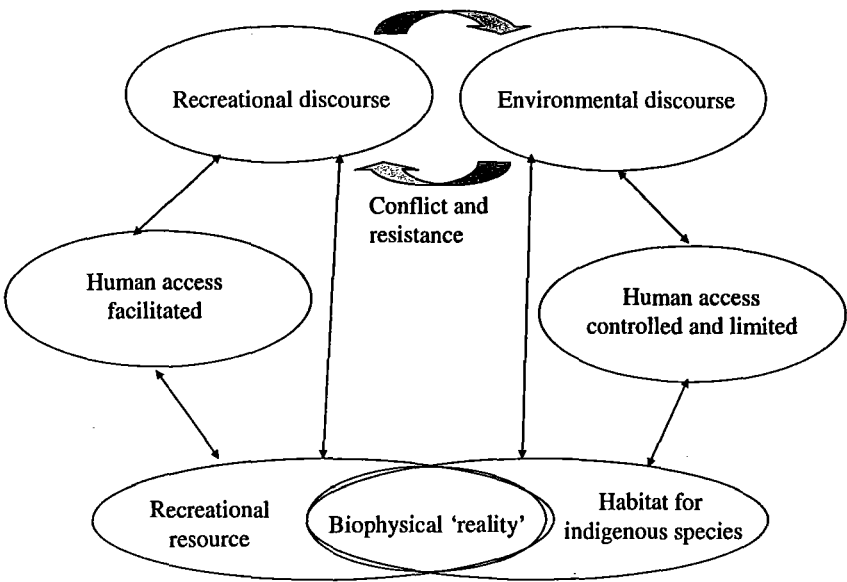 Recreational discourse
Environmental discourse
Conflict and
resistance
Human access
facilitated
Human access
controlled and limited
Recreational
resource
Biophysical ‘reality’
Habitat for
indigenous species